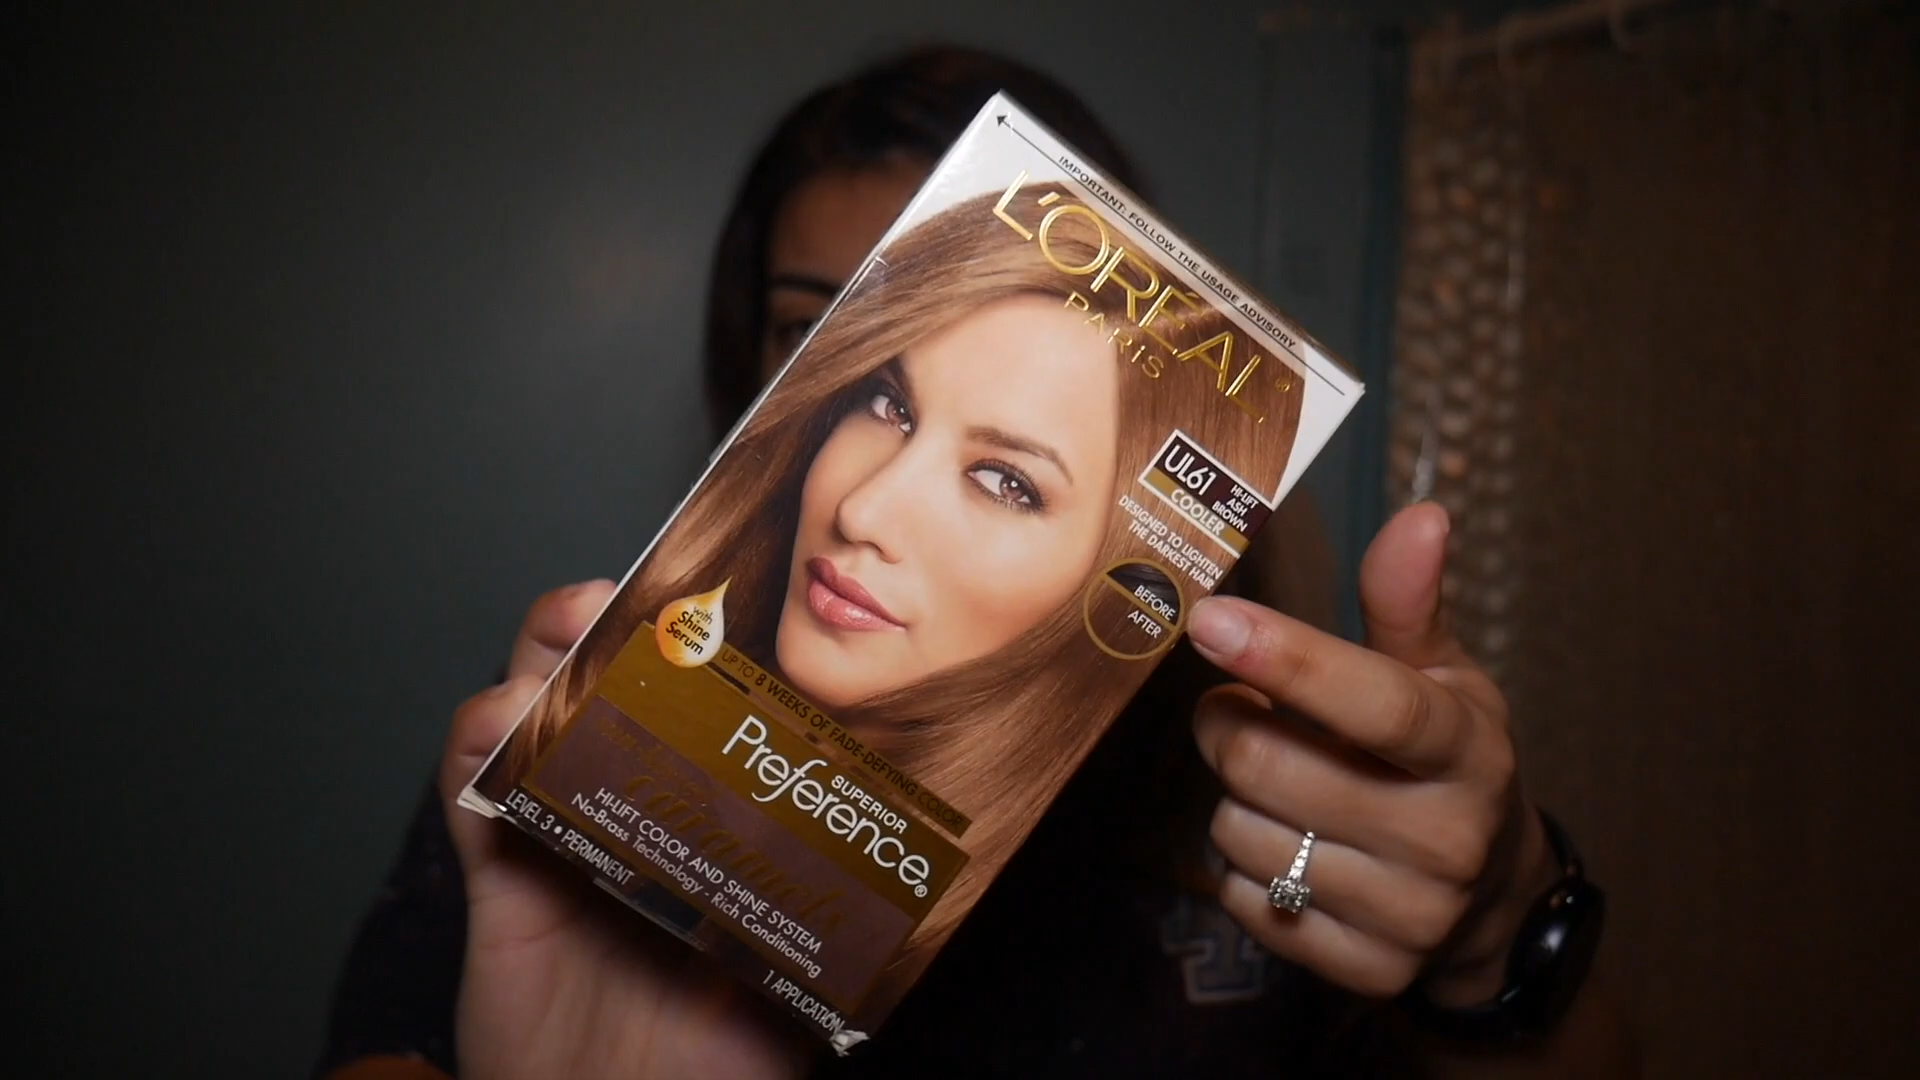 IMPORTANT: FOLLOW THE USAGE ADVISORY
L'ORÉAL
PARIS
UL61
HI-LIFT
ASH
BROWN
COOLER
DESIGNED TO LIGHTEN
THE DARKEST HAIR
BEFORE
AFTER
with
Shine
Serum
UP TO 8 WEEKS OF FADE-DEFYING COLOR
SUPERIOR
Preference®
caramels
HI-LIFT COLOR AND SHINE SYSTEM
No-Brass Technology - Rich Conditioning
LEVEL 3 • PERMANENT
1 APPLICATION